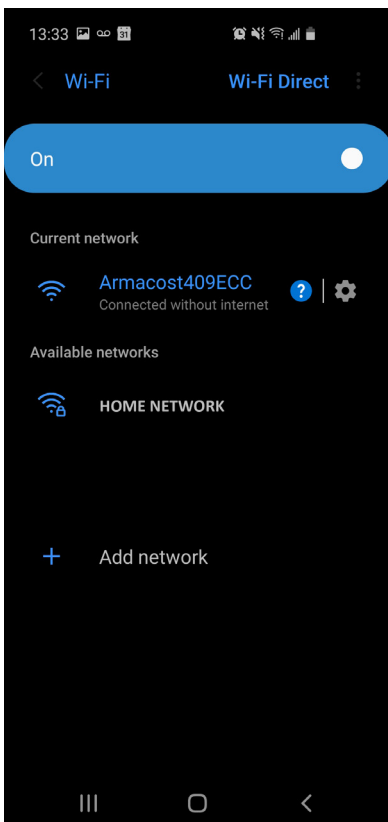 13:33 31
Wi-Fi Wi-Fi Direct
On
Current network
Armacost409ECC ?
Connected without internet
Available networks
HOME NETWORK
+ Add network